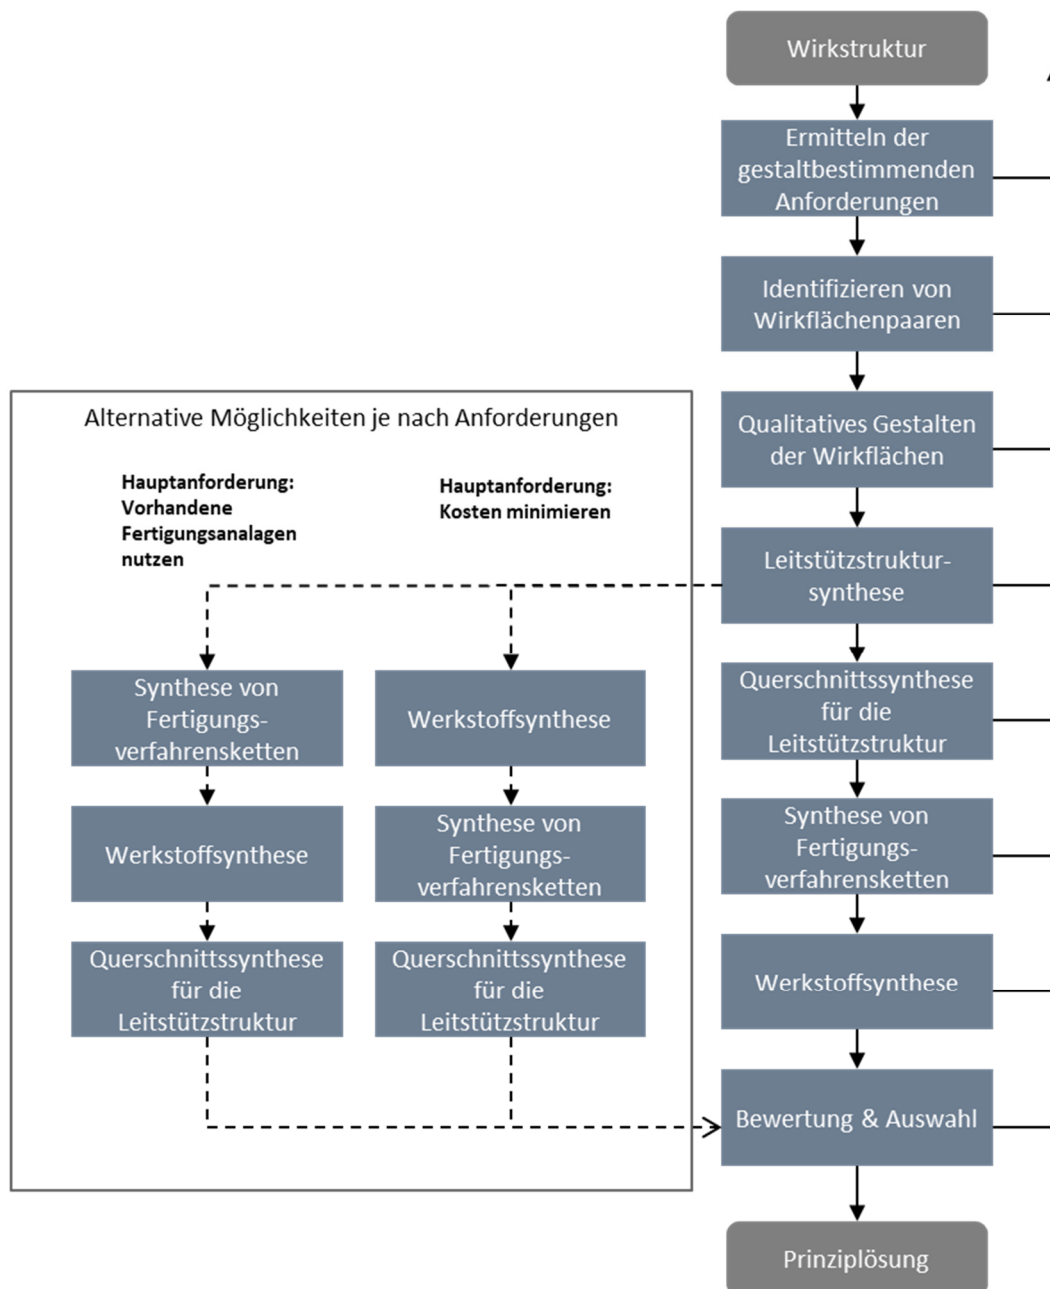 Wirkstruktur
Ermitteln der
gestaltbestimmenden
Anforderungen
Identifizieren von
Wirkflächenpaaren
Qualitatives Gestalten
der Wirkflächen
Leitstützstruktur-
synthese
Querschnittssynthese
für die
Leitstützstruktur
Synthese von
Fertigungs-
verfahrensketten
Werkstoffsynthese
Bewertung & Auswahl
Prinziplösung
Alternative Möglichkeiten je nach Anforderungen
Hauptanforderung:
Vorhandene
Fertigungsanalagen
nutzen
Synthese von
Fertigungs-
verfahrensketten
Werkstoffsynthese
Querschnittssynthese
für die
Leitstützstruktur
Hauptanforderung:
Kosten minimieren
Werkstoffsynthese
Synthese von
Fertigungs-
verfahrensketten
Querschnittssynthese
für die
Leitstützstruktur